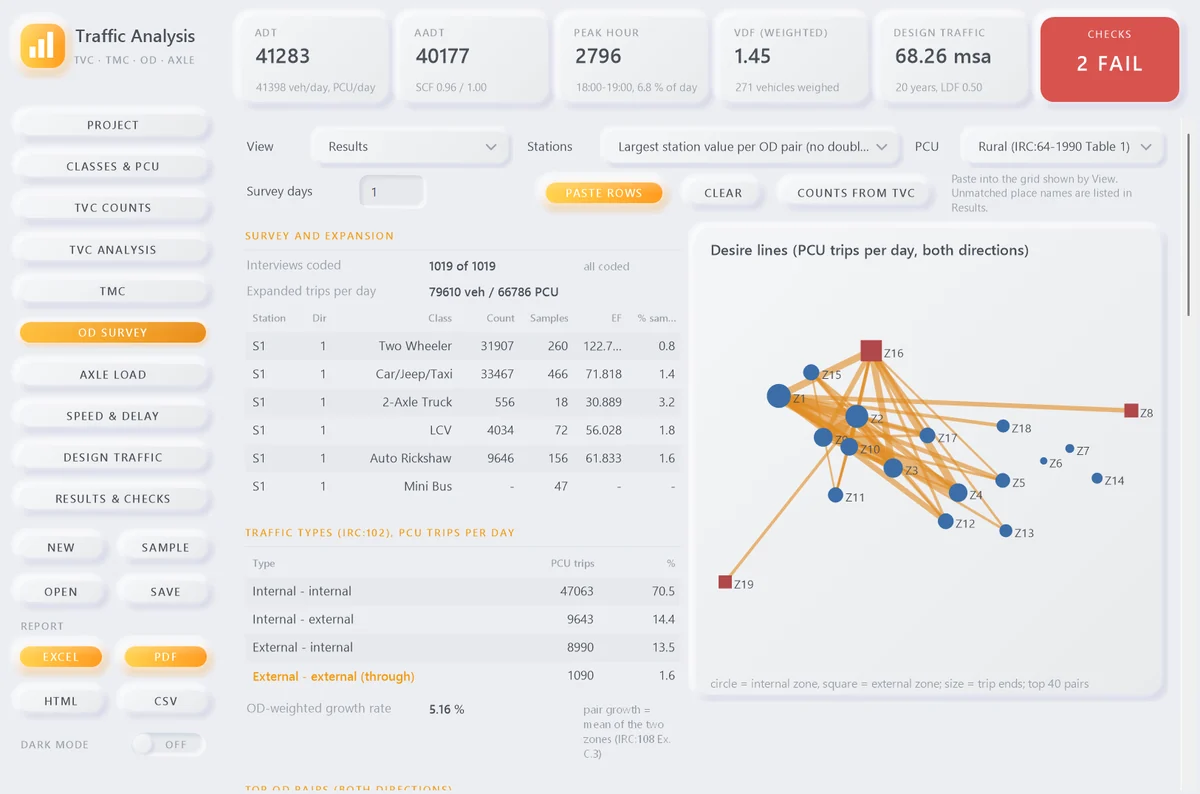 Traffic Analysis
TVC · TMC · OD · AXLE
ADT
41283
41398 veh/day, PCU/day
AADT
40177
SCF 0.96 / 1.00
PEAK HOUR
2796
18:00-19:00, 6.8 % of day
VDF (WEIGHTED)
1.45
271 vehicles weighed
DESIGN TRAFFIC
68.26 msa
20 years, LDF 0.50
CHECKS
2 FAIL
PROJECT
CLASSES & PCU
TVC COUNTS
TVC ANALYSIS
TMC
OD SURVEY
AXLE LOAD
SPEED & DELAY
DESIGN TRAFFIC
RESULTS & CHECKS
NEW SAMPLE
OPEN SAVE
REPORT
EXCEL PDF
HTML CSV
DARK MODE OFF
View Results Stations Largest station value per OD pair (no doubl... PCU Rural (IRC:64-1990 Table 1)
Survey days 1 PASTE ROWS CLEAR COUNTS FROM TVC
Paste into the grid shown by View.
Unmatched place names are listed in
Results.
SURVEY AND EXPANSION
Interviews coded 1019 of 1019 all coded
Expanded trips per day 79610 veh / 66786 PCU
Station Dir Class Count Samples EF % sam...
S1 1 Two Wheeler 31907 260 122.7... 0.8
S1 1 Car/Jeep/Taxi 33467 466 71.818 1.4
S1 1 2-Axle Truck 556 18 30.889 3.2
S1 1 LCV 4034 72 56.028 1.8
S1 1 Auto Rickshaw 9646 156 61.833 1.6
S1 1 Mini Bus - 47 - -
TRAFFIC TYPES (IRC:102), PCU TRIPS PER DAY
Type PCU trips %
Internal - internal 47063 70.5
Internal - external 9643 14.4
External - internal 8990 13.5
External - external (through) 1090 1.6
OD-weighted growth rate 5.16 %
pair growth =
mean of the two
zones (IRC:108 Ex.
C.3)
TOP OD PAIRS (BOTH DIRECTIONS)
Desire lines (PCU trips per day, both directions)
Z16
Z15
Z1
Z8
Z2
Z18
Z17
Z10
Z7
Z6
Z3
Z14
Z5
Z4
Z11
Z12
Z13
Z19
circle = internal zone, square = external zone; size = trip ends; top 40 pairs